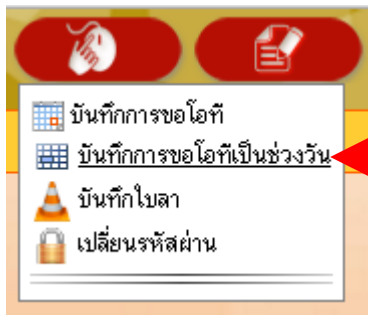 บันทึกการขอโอที
บันทึกการขอโอทีเป็นช่วงวัน
บันทึกใบลา
เปลี่ยนรหัสผ่าน